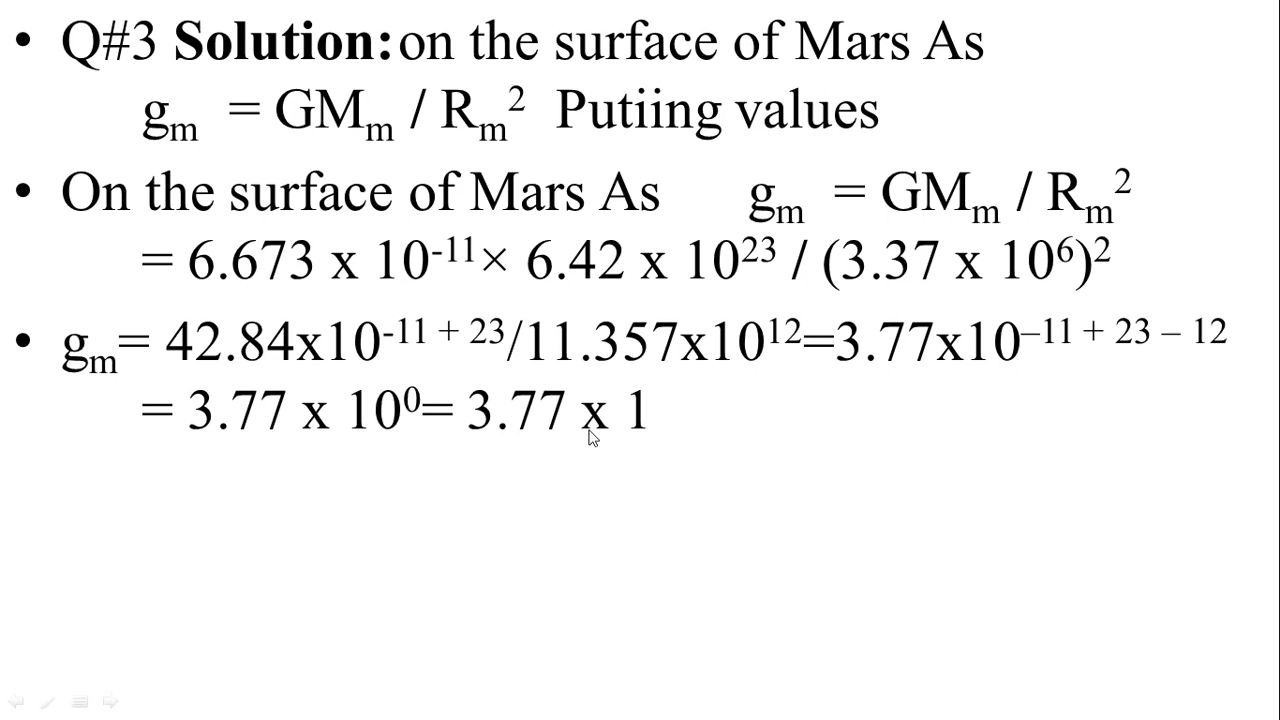 • Q#3 Solution: on the surface of Mars As
gₘ = GMₘ / Rₘ² Putiing values
• On the surface of Mars As gₘ = GMₘ / Rₘ²
= 6.673 x 10⁻¹¹× 6.42 x 10²³ / (3.37 x 10⁶)²
• gₘ= 42.84x10⁻¹¹ ⁺ ²³/11.357x10¹²=3.77x10⁻¹¹ ⁺ ²³ ⁻ ¹²
= 3.77 x 10⁰= 3.77 x 1